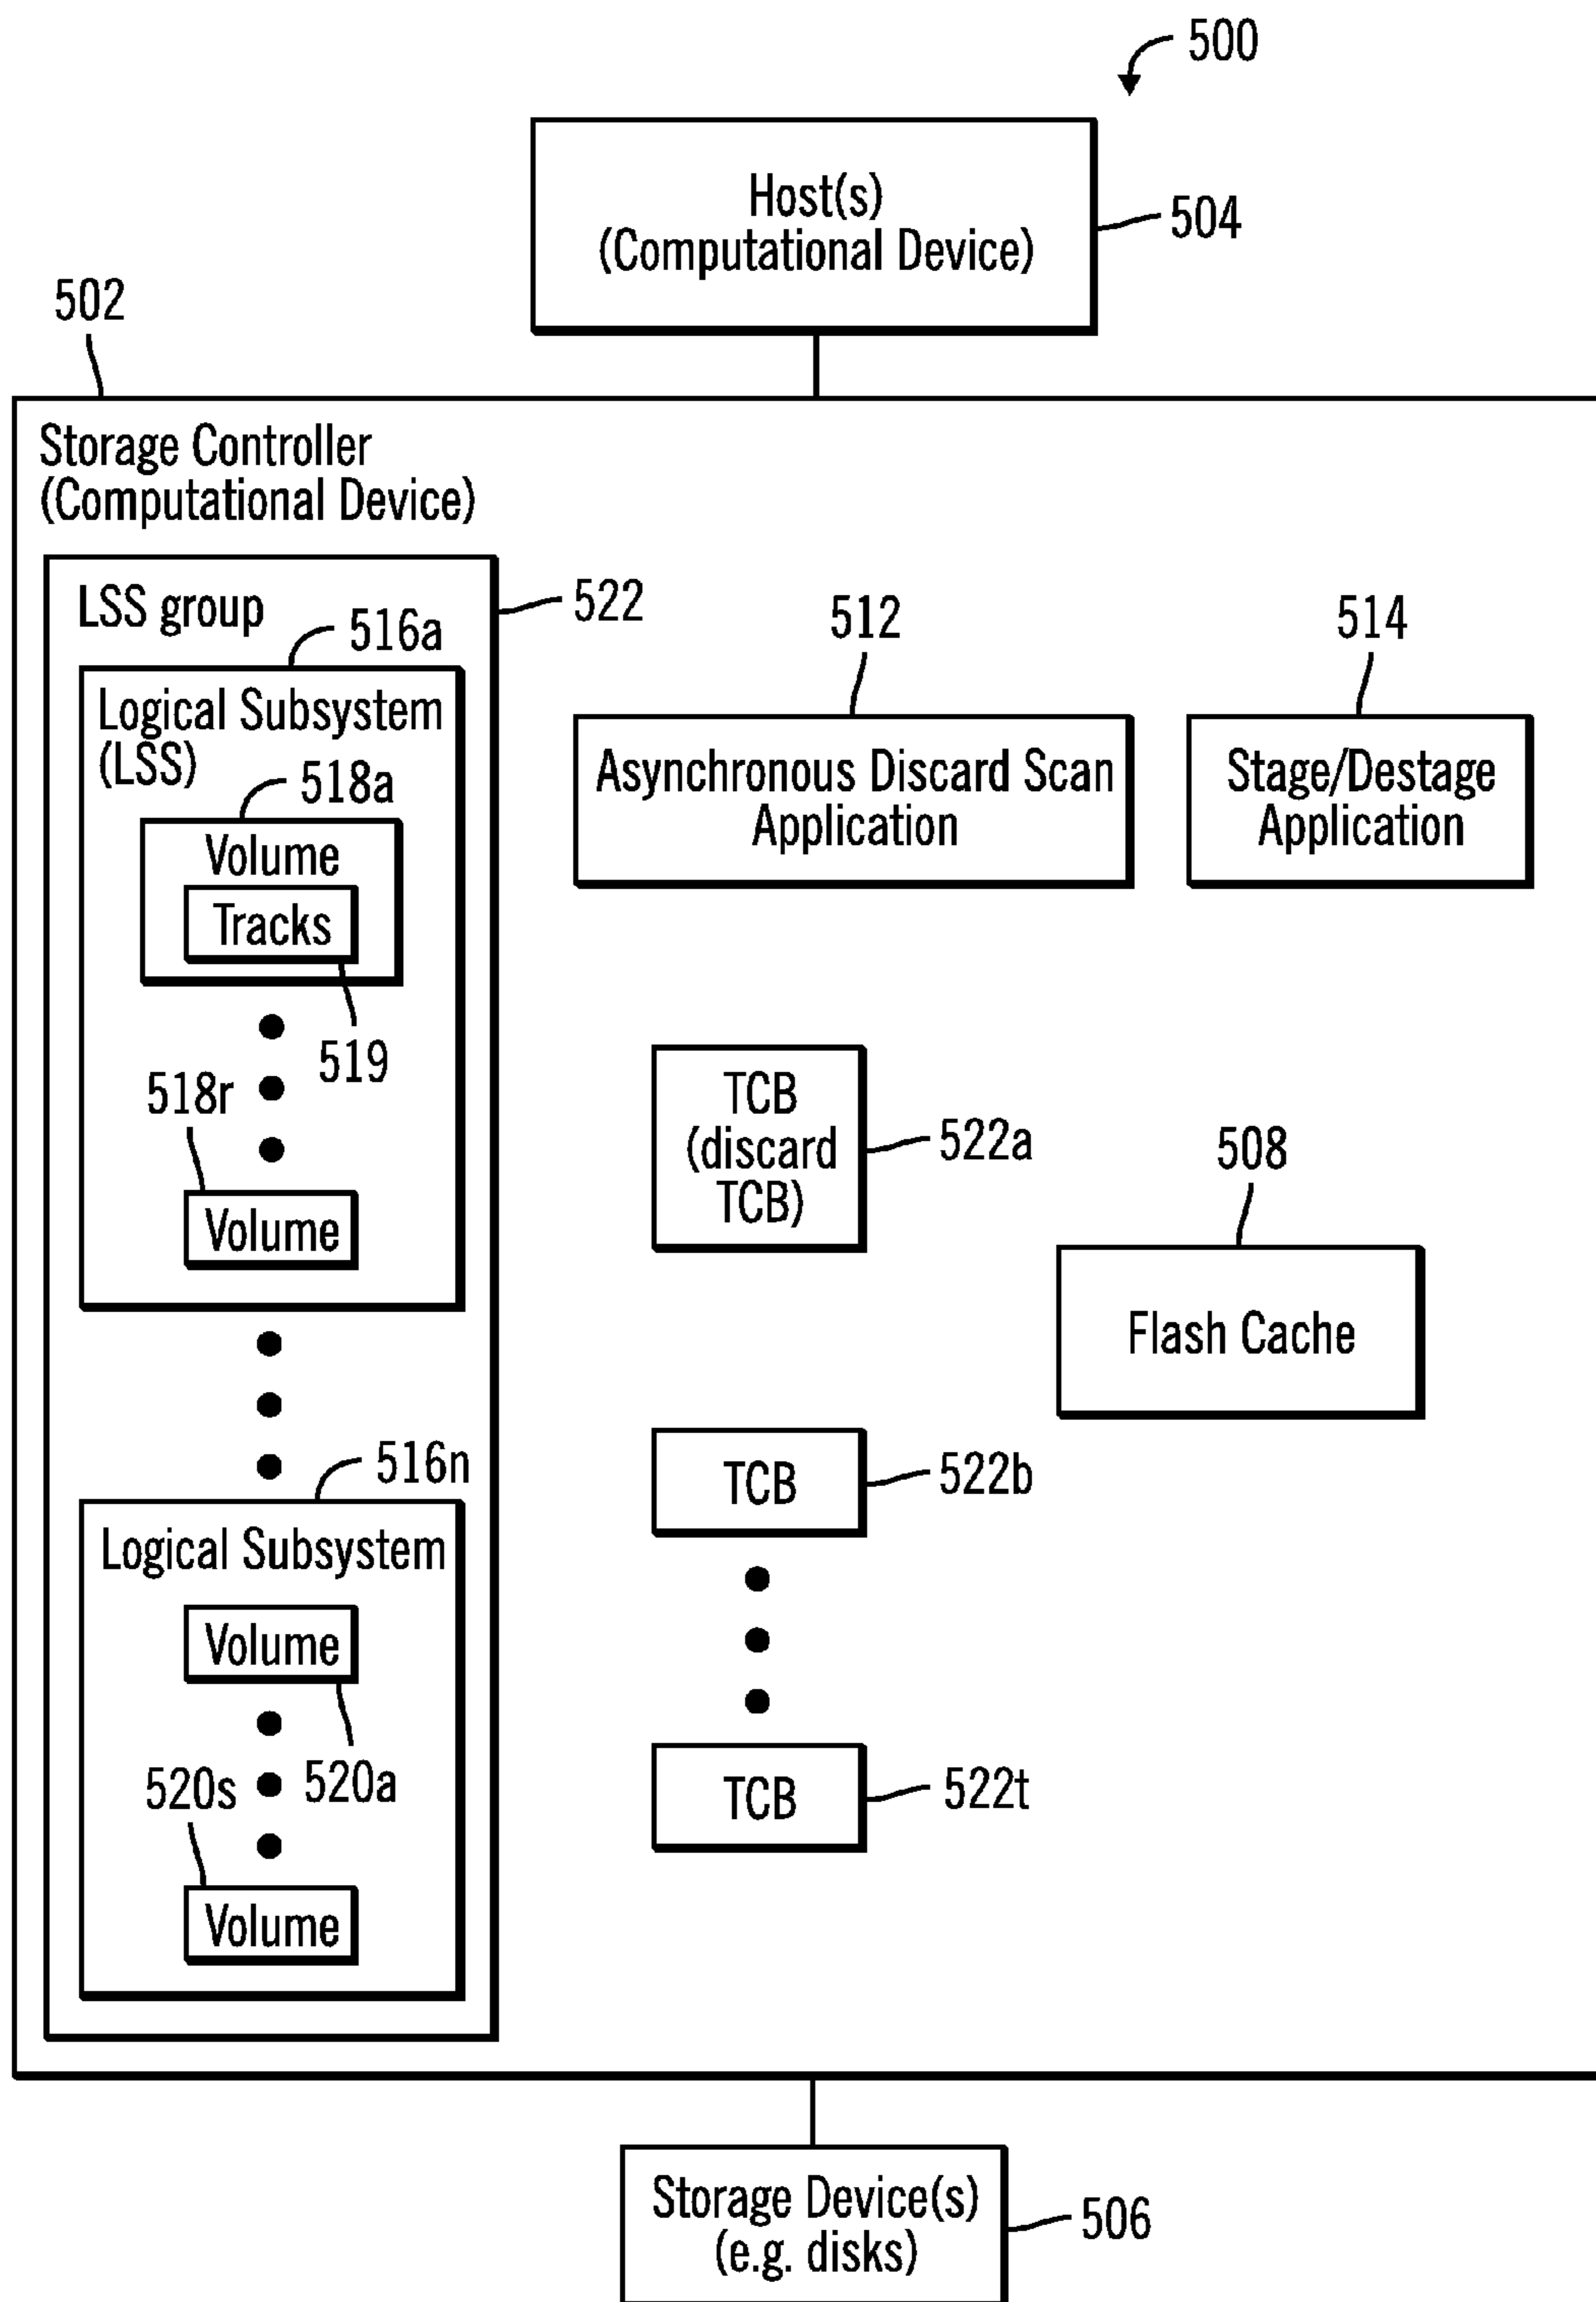 500
Host(s)
(Computational Device)
504
502
Storage Controller
(Computational Device)
LSS group
522
516a
Logical Subsystem
(LSS)
518a
Volume
Tracks
519
518r
Volume
516n
Logical Subsystem
Volume
520a
520s
Volume
512
Asynchronous Discard Scan
Application
514
Stage/Destage
Application
TCB
(discard
TCB)
522a
508
Flash Cache
TCB
522b
TCB
522t
Storage Device(s)
(e.g. disks)
506